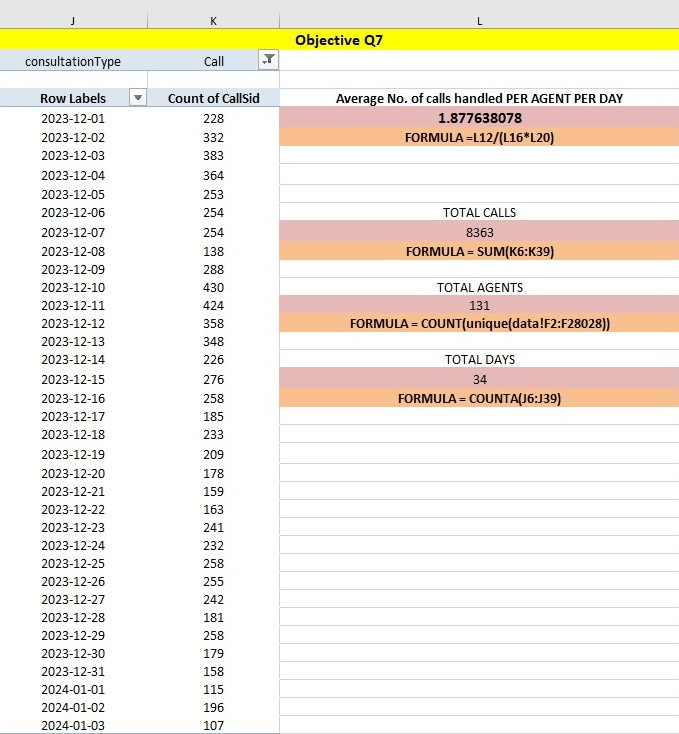 J K L
Objective Q7
consultationType Call
Row Labels Count of CallSid Average No. of calls handled PER AGENT PER DAY
2023-12-01 228 1.877638078
2023-12-02 332 FORMULA =L12/(L16*L20)
2023-12-03 383
2023-12-04 364
2023-12-05 253
2023-12-06 254 TOTAL CALLS
2023-12-07 254 8363
2023-12-08 138 FORMULA = SUM(K6:K39)
2023-12-09 288
2023-12-10 430 TOTAL AGENTS
2023-12-11 424 131
2023-12-12 358 FORMULA = COUNT(unique(data!F2:F28028))
2023-12-13 348
2023-12-14 226 TOTAL DAYS
2023-12-15 276 34
2023-12-16 258 FORMULA = COUNTA(J6:J39)
2023-12-17 185
2023-12-18 233
2023-12-19 209
2023-12-20 178
2023-12-21 159
2023-12-22 163
2023-12-23 241
2023-12-24 232
2023-12-25 258
2023-12-26 255
2023-12-27 242
2023-12-28 181
2023-12-29 258
2023-12-30 179
2023-12-31 158
2024-01-01 115
2024-01-02 196
2024-01-03 107